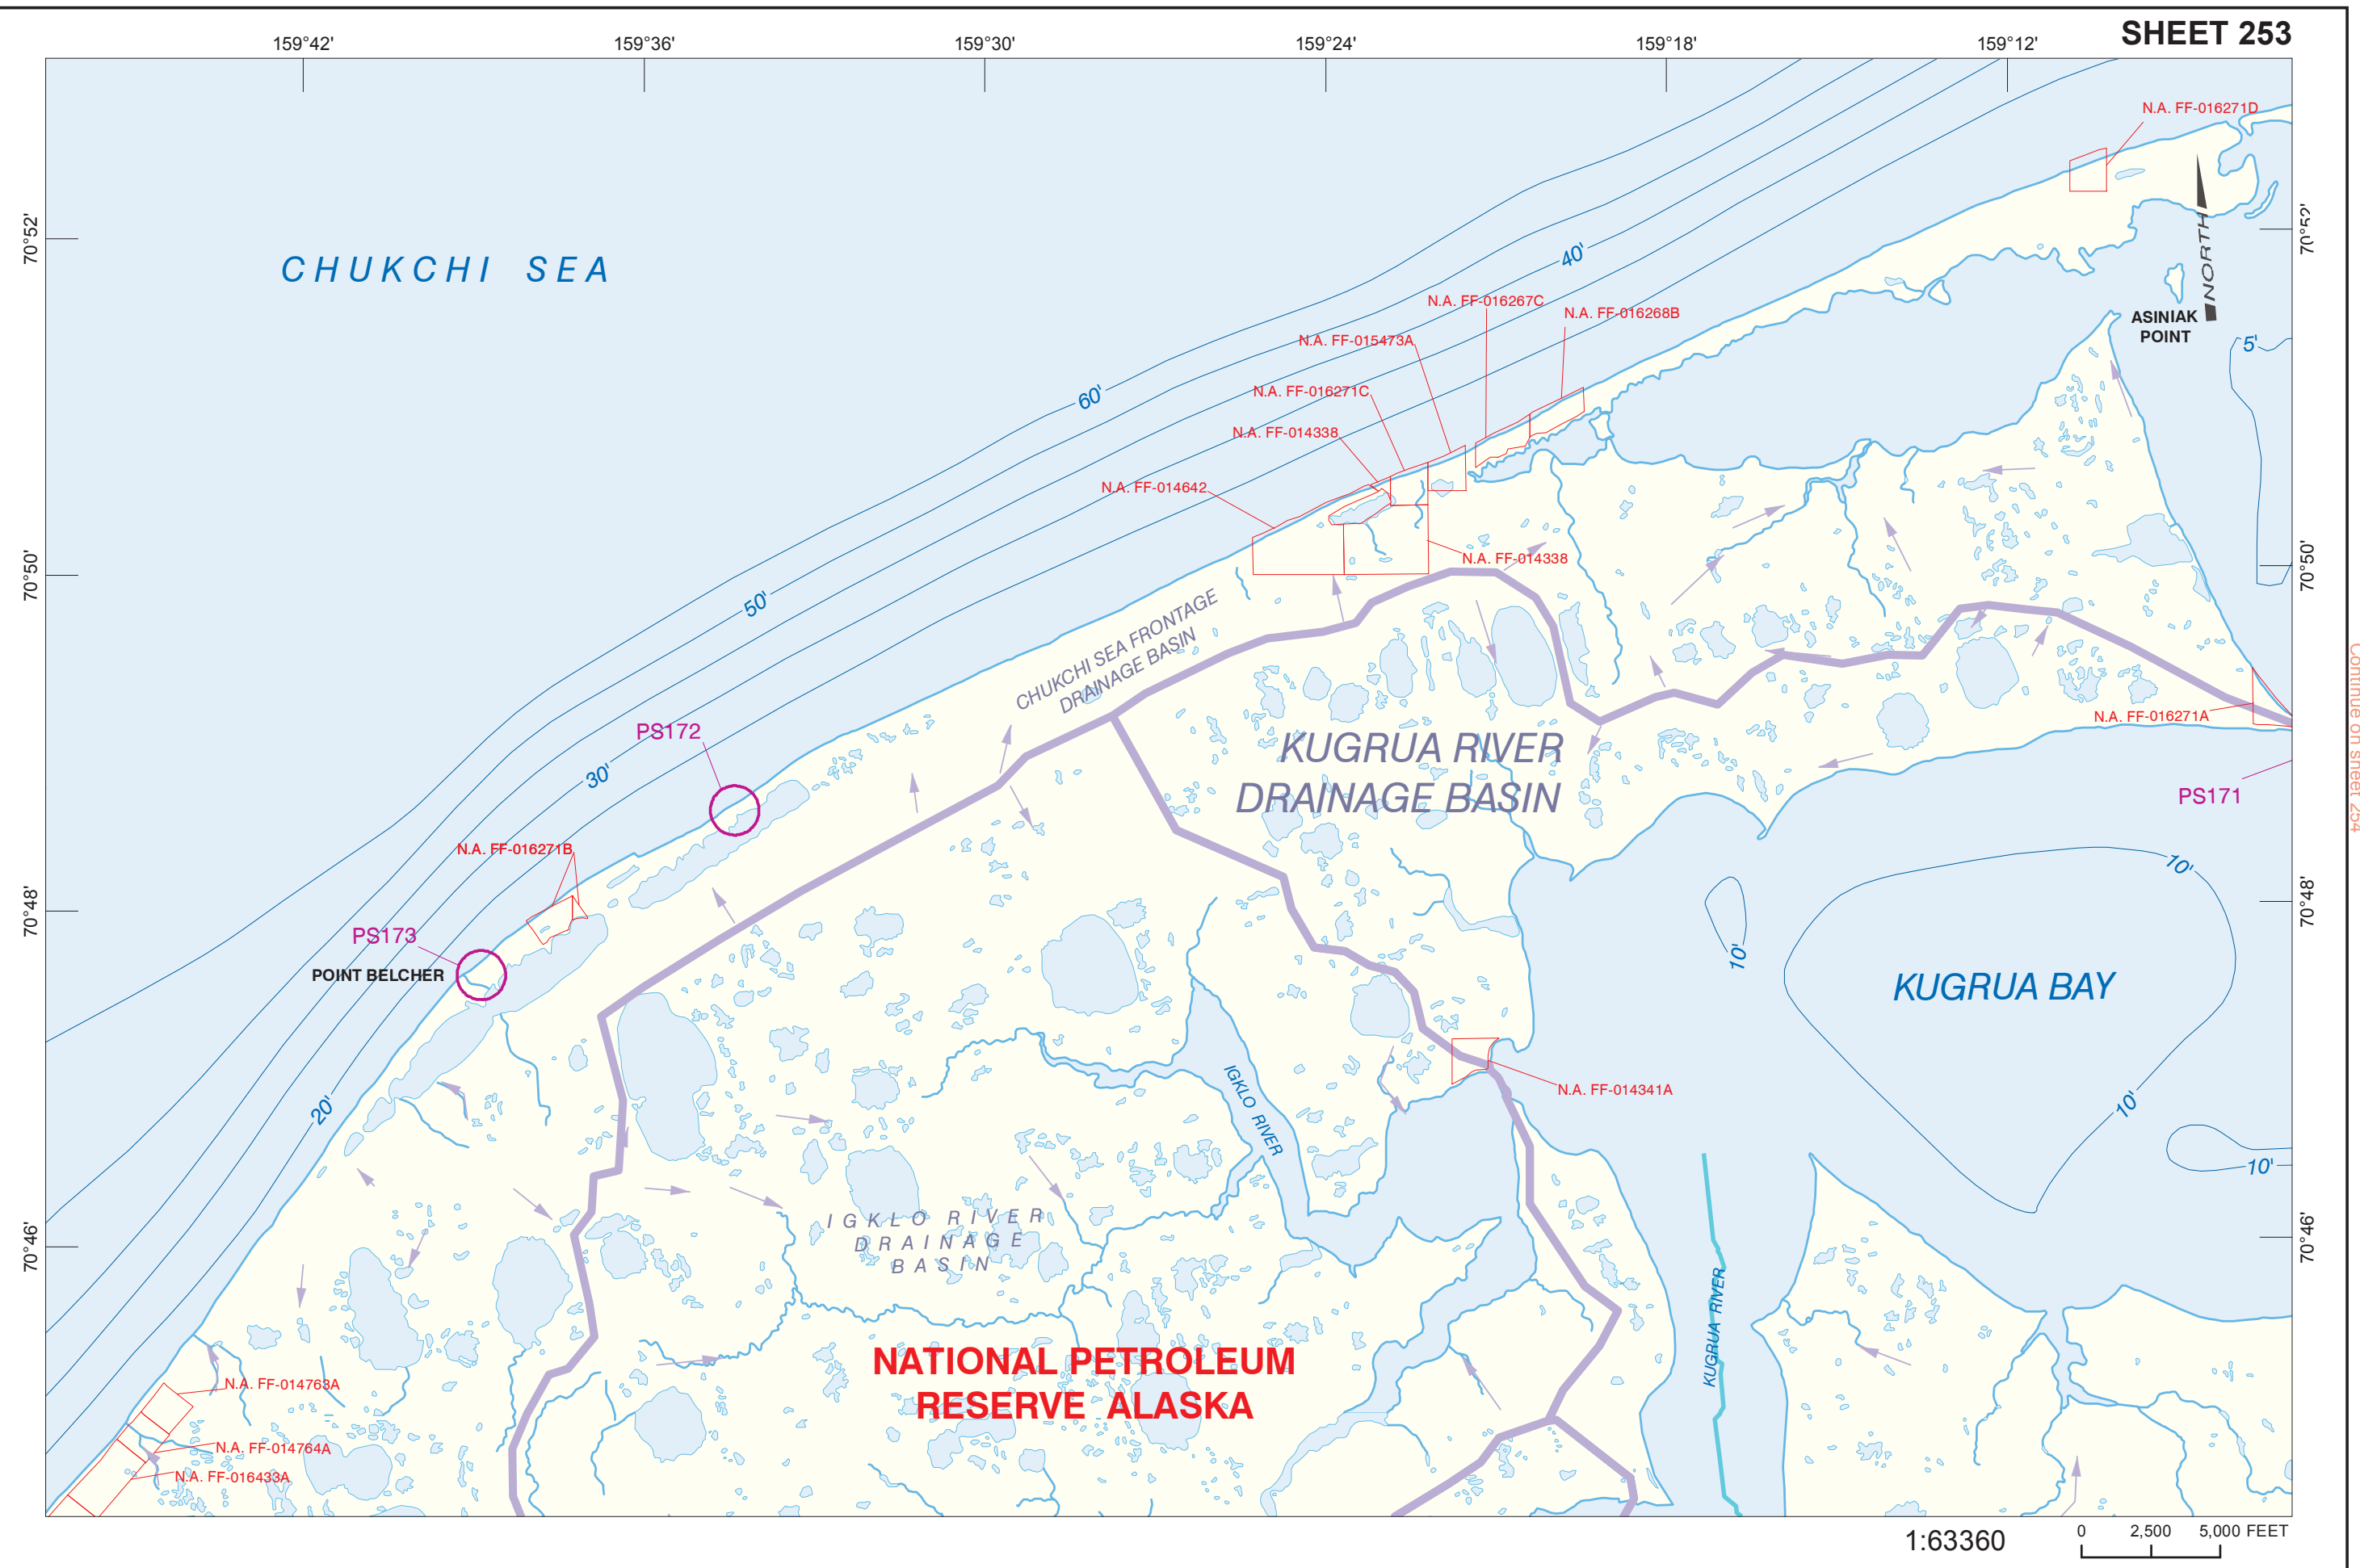 SHEET 253
159°42'
159°36'
159°30'
159°24'
159°18'
159°12'
N.A. FF-016271D
70°52'
70°52'
CHUKCHI SEA
NORTH
40'
N.A. FF-016267C
N.A. FF-016268B
ASINIAK
POINT
5'
N.A. FF-015473A
60'
N.A. FF-016271C
N.A. FF-014338
N.A. FF-014642
70°50'
70°50'
N.A. FF-014338
50'
CHUKCHI SEA FRONTAGE
DRAINAGE BASIN
Continue on sheet 254
N.A. FF-016271A
PS172
KUGRUA RIVER
DRAINAGE BASIN
30'
PS171
N.A. FF-016271B
10'
70°48'
70°48'
PS173
10'
POINT BELCHER
KUGRUA BAY
N.A. FF-014341A
20'
10'
IGKLO RIVER
10'
IGKLO RIVER
DRAINAGE
BASIN
70°46'
70°46'
KUGRUA RIVER
NATIONAL PETROLEUM
RESERVE ALASKA
N.A. FF-014763A
N.A. FF-014764A
N.A. FF-016433A
1:63360
0 2,500 5,000 FEET